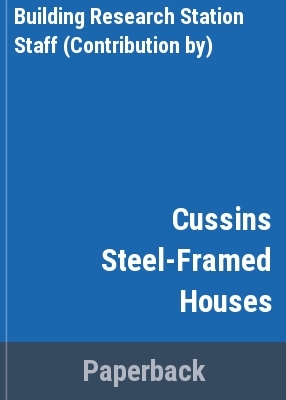 Building Research Station
Staff (Contribution by)
Cussins
Steel-Framed
Houses
Paperback